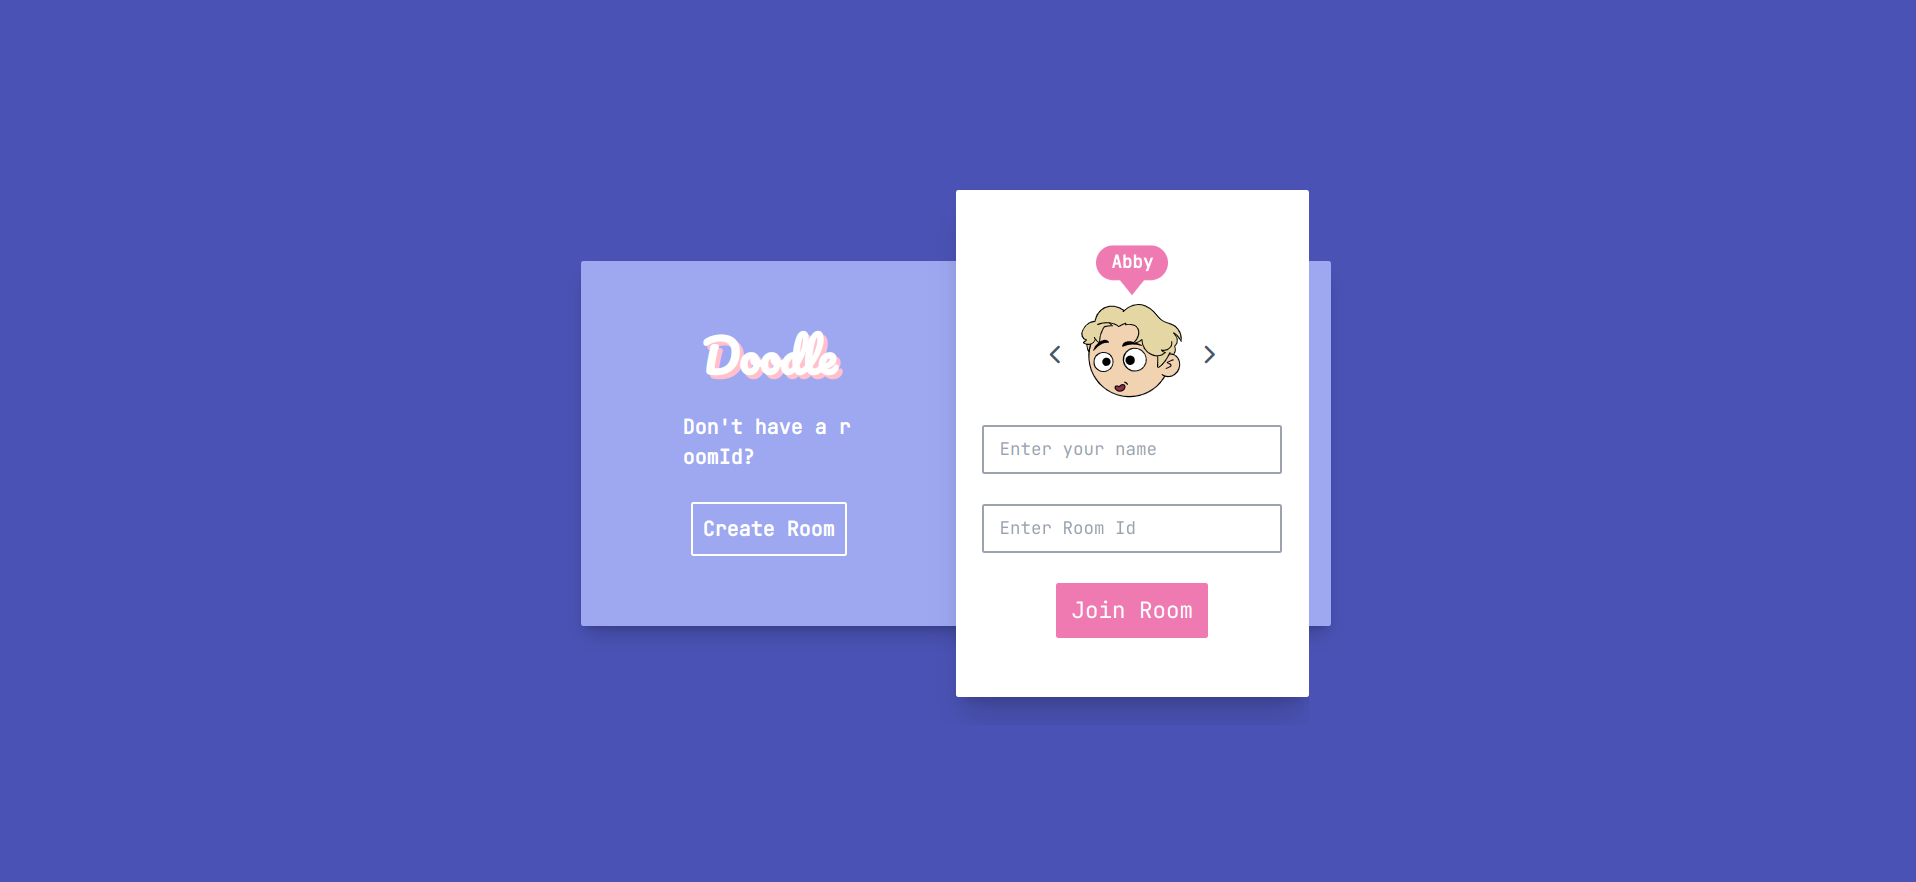 Doodle
Don't have a r
oomId?
Create Room
Abby
Enter your name
Enter Room Id
Join Room